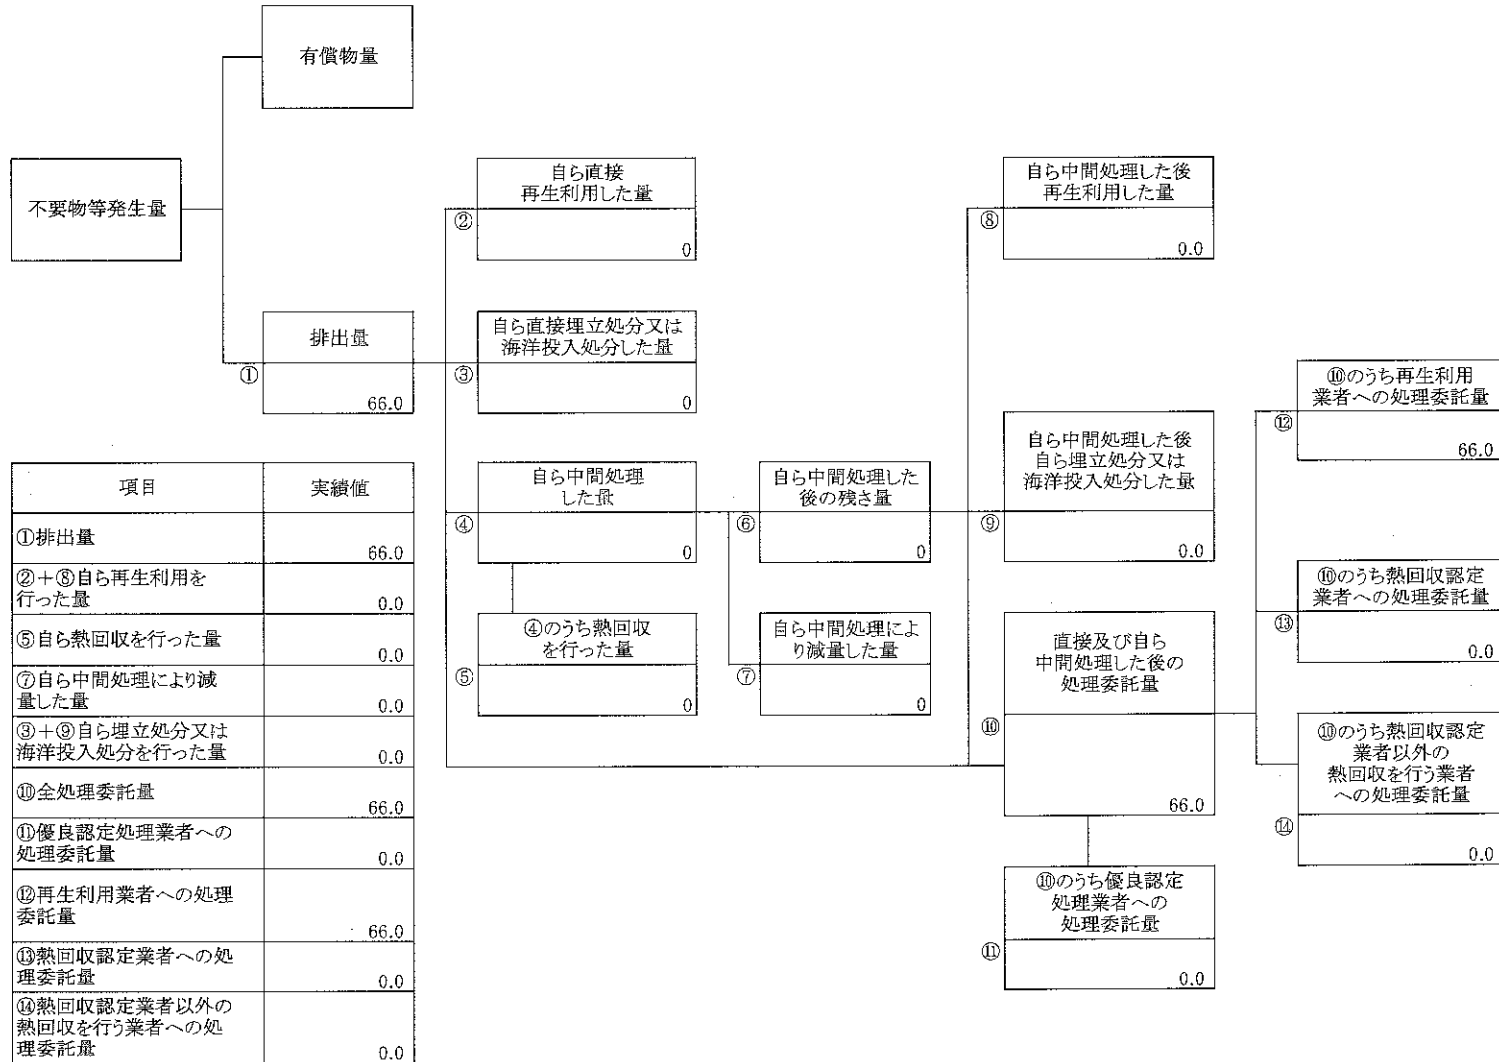 有償物量
不要物等発生量
排出量
①
66.0
自ら直接
再生利用した量
②
0
自ら直接埋立処分又は
海洋投入処分した量
③
0
自ら中間処理
した量
④
0
④のうち熱回収
を行った量
⑤
0
自ら中間処理した
後の残さ量
⑥
0
自ら中間処理によ
り減量した量
⑦
0
自ら中間処理した後
再生利用した量
⑧
0.0
自ら中間処理した後
自ら埋立処分又は
海洋投入処分した量
⑨
0.0
直接及び自ら
中間処理した後の
処理委託量
⑩
66.0
⑩のうち優良認定
処理業者への
処理委託量
⑪
0.0
⑩のうち再生利用
業者への処理委託量
⑫
66.0
⑩のうち熱回収認定
業者への処理委託量
⑬
0.0
⑩のうち熱回収認定
業者以外の
熱回収を行う業者
への処理委託量
⑭
0.0
項目 実績値
①排出量
66.0
②+⑧自ら再生利用を
行った量 0.0
⑤自ら熱回収を行った量
0.0
⑦自ら中間処理により減
量した量 0.0
③+⑨自ら埋立処分又は
海洋投入処分を行った量 0.0
⑩全処理委託量
66.0
⑪優良認定処理業者への
処理委託量 0.0
⑫再生利用業者への処理
委託量
66.0
⑬熱回収認定業者への処
理委託量 0.0
⑭熱回収認定業者以外の
熱回収を行う業者への処
理委託量 0.0